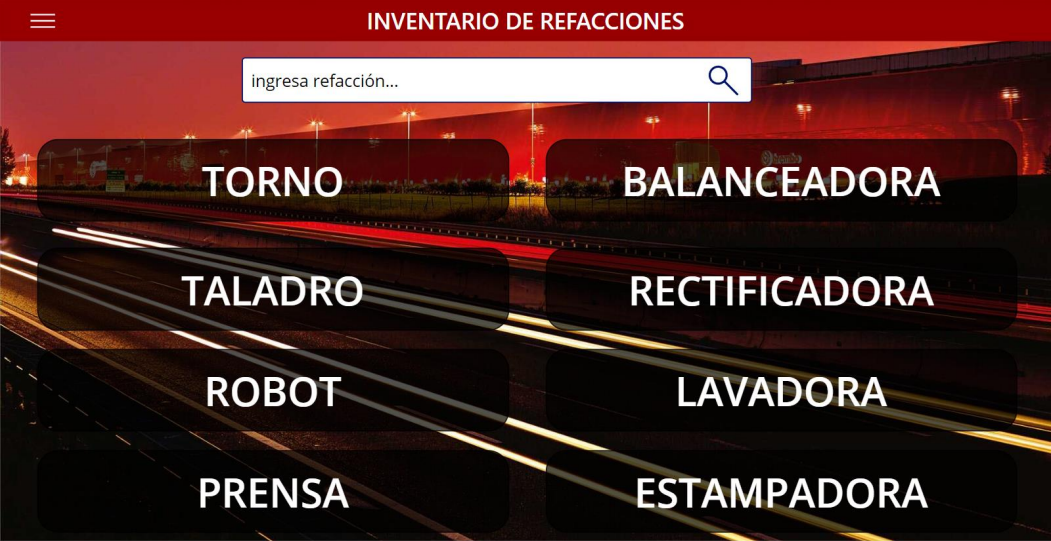 INVENTARIO DE REFACCIONES
ingresa refacción...
TORNO
BALANCEADORA
TALADRO
RECTIFICADORA
ROBOT
LAVADORA
PRENSA
ESTAMPADORA